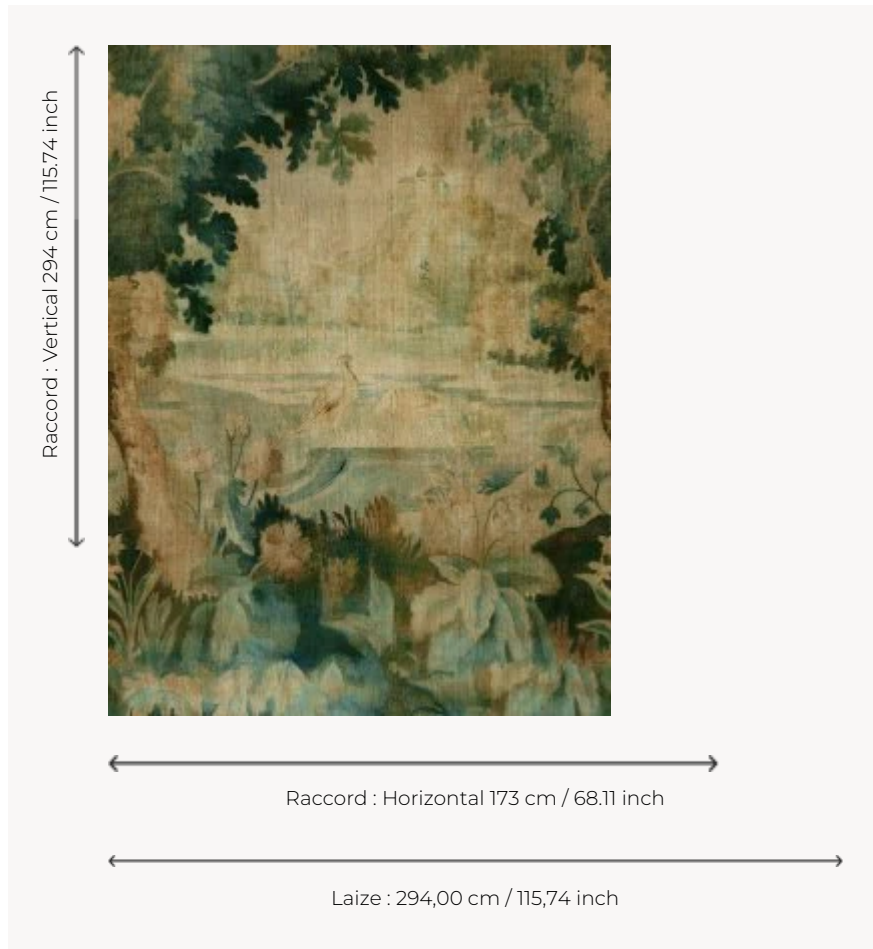 Raccord : Vertical 294 cm / 115.74 inch
Raccord : Horizontal 173 cm / 68.11 inch
Laize : 294,00 cm / 115,74 inch